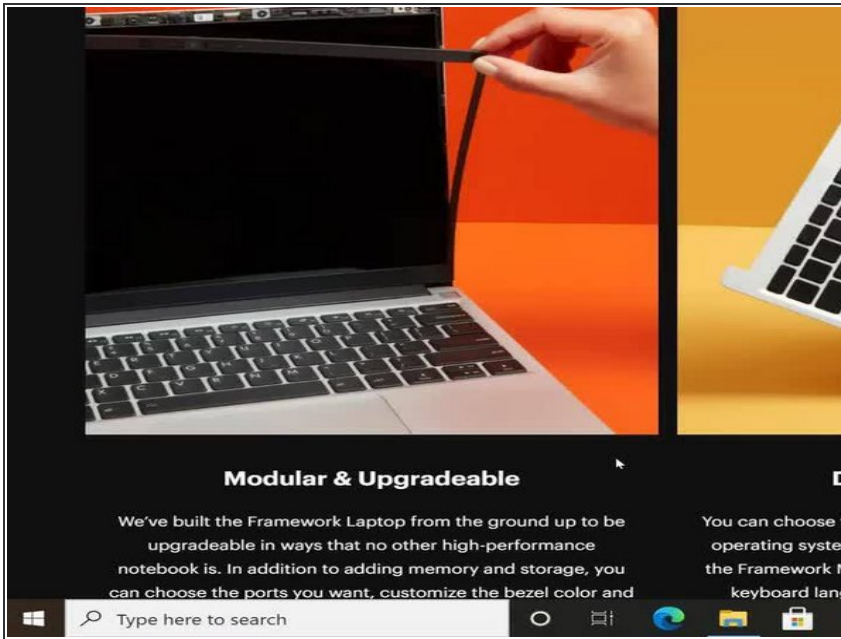 Modular & Upgradeable
We've built the Framework Laptop from the ground up to be
upgradeable in ways that no other high-performance
notebook is. In addition to adding memory and storage, you
can choose the ports you want, customize the bezel color and
You can choose
operating syste
the Framework
keyboard lang
Type here to search